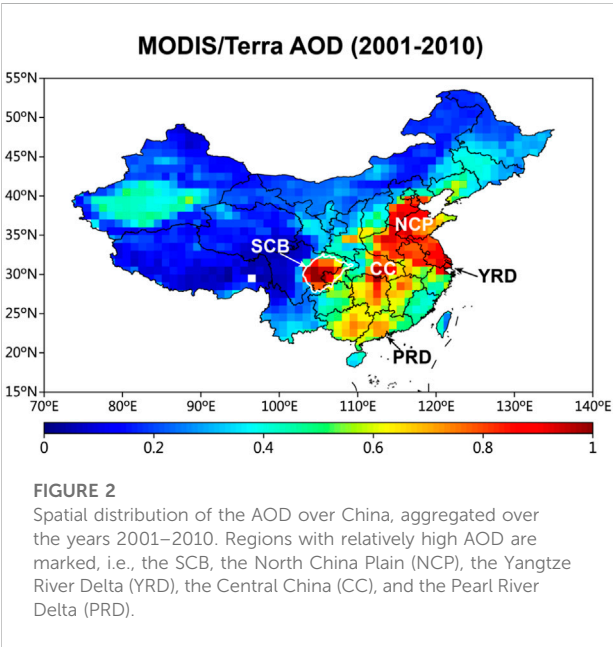 MODIS/Terra AOD (2001-2010)
55ºN
50ºN
45ºN
40ºN
35ºN
30ºN
25ºN
20ºN
15ºN
NCP
SCB
CC
YRD
PRD
70ºE 80ºE 90ºE 100ºE 110ºE 120ºE 130ºE 140ºE
0 0.2 0.4 0.6 0.8 1
FIGURE 2
Spatial distribution of the AOD over China, aggregated over
the years 2001–2010. Regions with relatively high AOD are
marked, i.e., the SCB, the North China Plain (NCP), the Yangtze
River Delta (YRD), the Central China (CC), and the Pearl River
Delta (PRD).